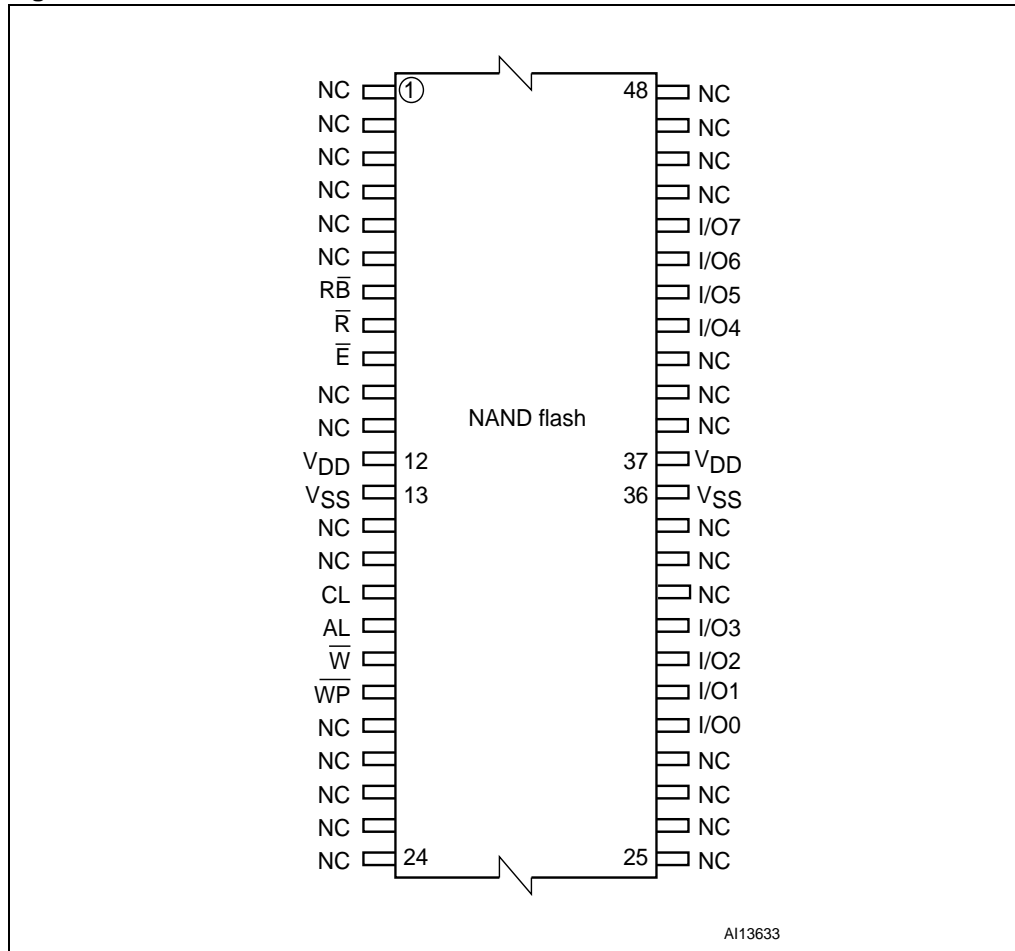 NC 1 48 NC
NC NC
NC NC
NC NC
NC I/O7
NC I/O6
RB̅ I/O5
R̅ I/O4
E̅ NC
NC NC
NC NC
NAND flash
VDD 12 37 VDD
VSS 13 36 VSS
NC NC
NC NC
CL NC
AL I/O3
W̅ I/O2
W̅P̅ I/O1
NC I/O0
NC NC
NC NC
NC NC
NC 24 25 NC
AI13633